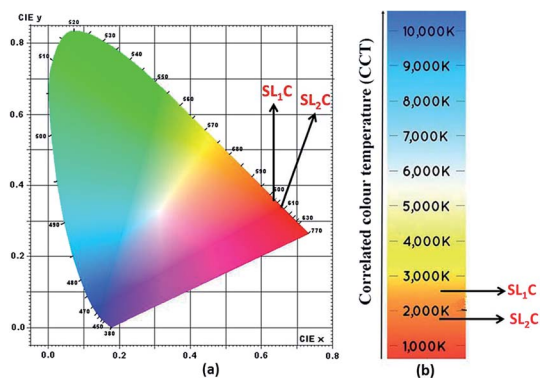 CIE y
0.8
0.6
0.4
0.2
0.0
0.0 0.2 0.4 0.6 0.8
CIE x
520
510
530
540
550
560
500
570
580
590
600
610
630
770
490
480
470
450
380
SL₁C
SL₂C
(a)
Correlated colour temperature (CCT)
10,000K
9,000K
8,000K
7,000K
6,000K
5,000K
4,000K
3,000K
2,000K
1,000K
SL₁C
SL₂C
(b)